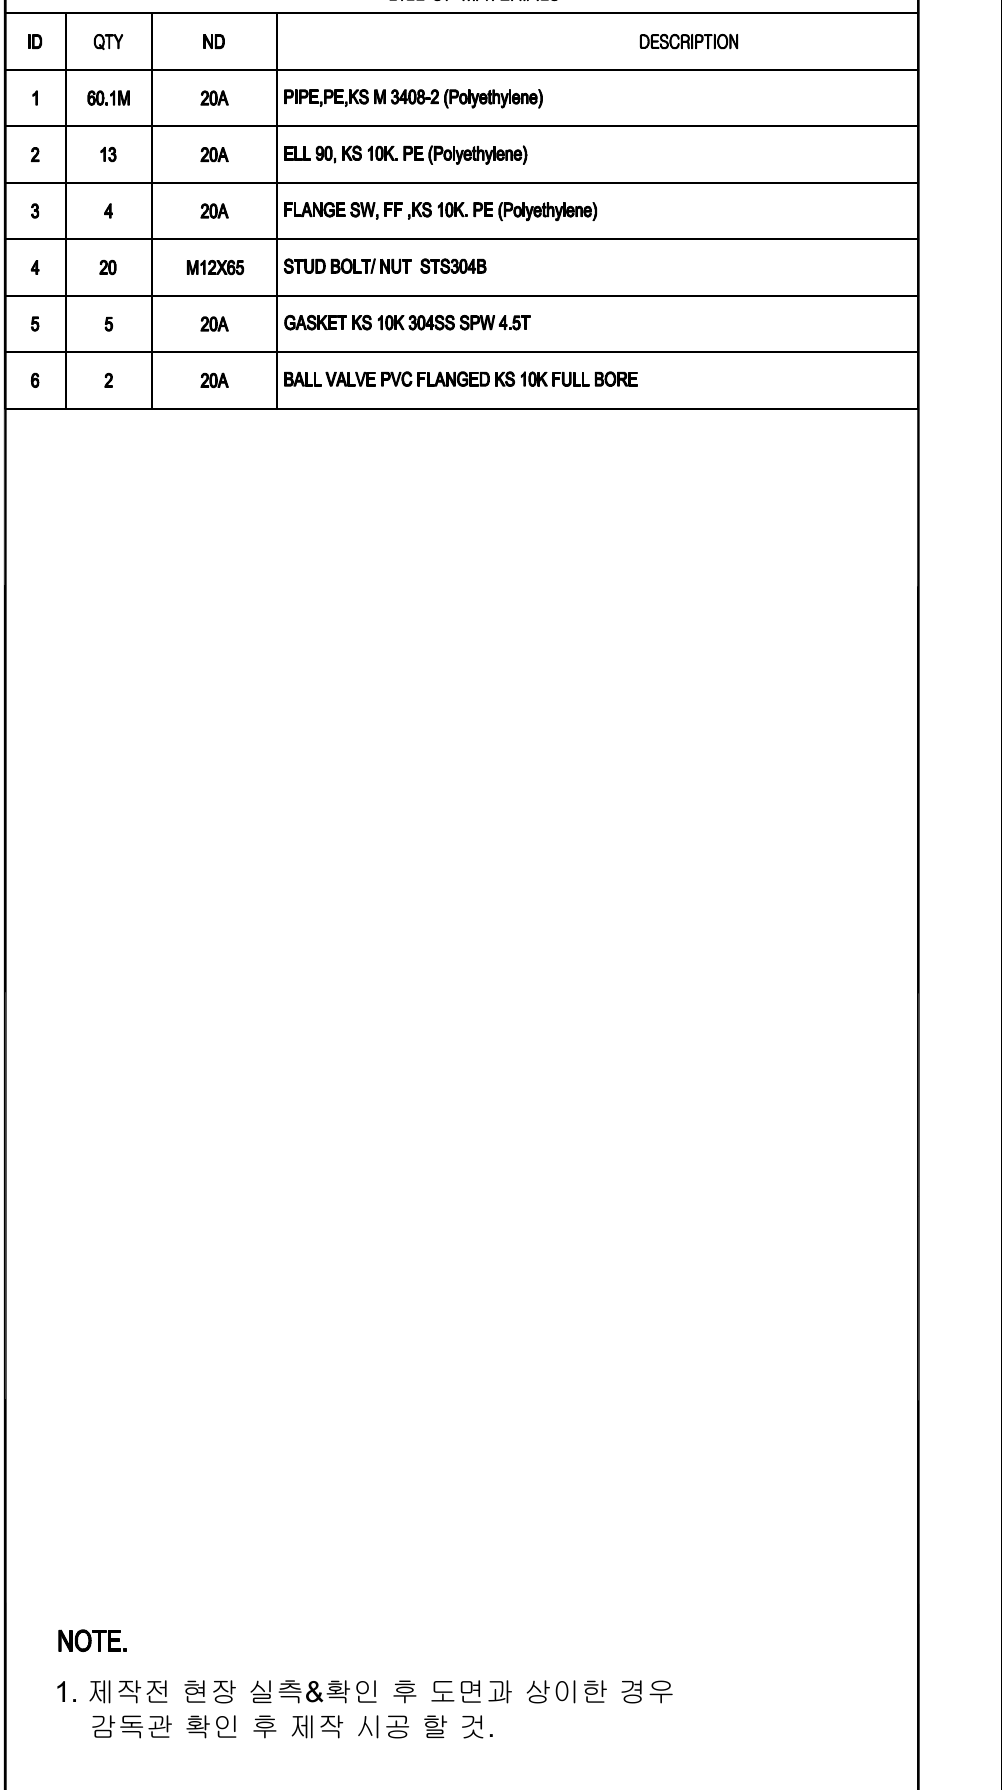 ID QTY ND DESCRIPTION
1 60.1M 20A PIPE,PE,KS M 3408-2 (Polyethylene)
2 13 20A ELL 90, KS 10K. PE (Polyethylene)
3 4 20A FLANGE SW, FF ,KS 10K. PE (Polyethylene)
4 20 M12X65 STUD BOLT/ NUT STS304B
5 5 20A GASKET KS 10K 304SS SPW 4.5T
6 2 20A BALL VALVE PVC FLANGED KS 10K FULL BORE
NOTE.
1. 제작전 현장 실측&확인 후 도면과 상이한 경우
감독관 확인 후 제작 시공 할 것.